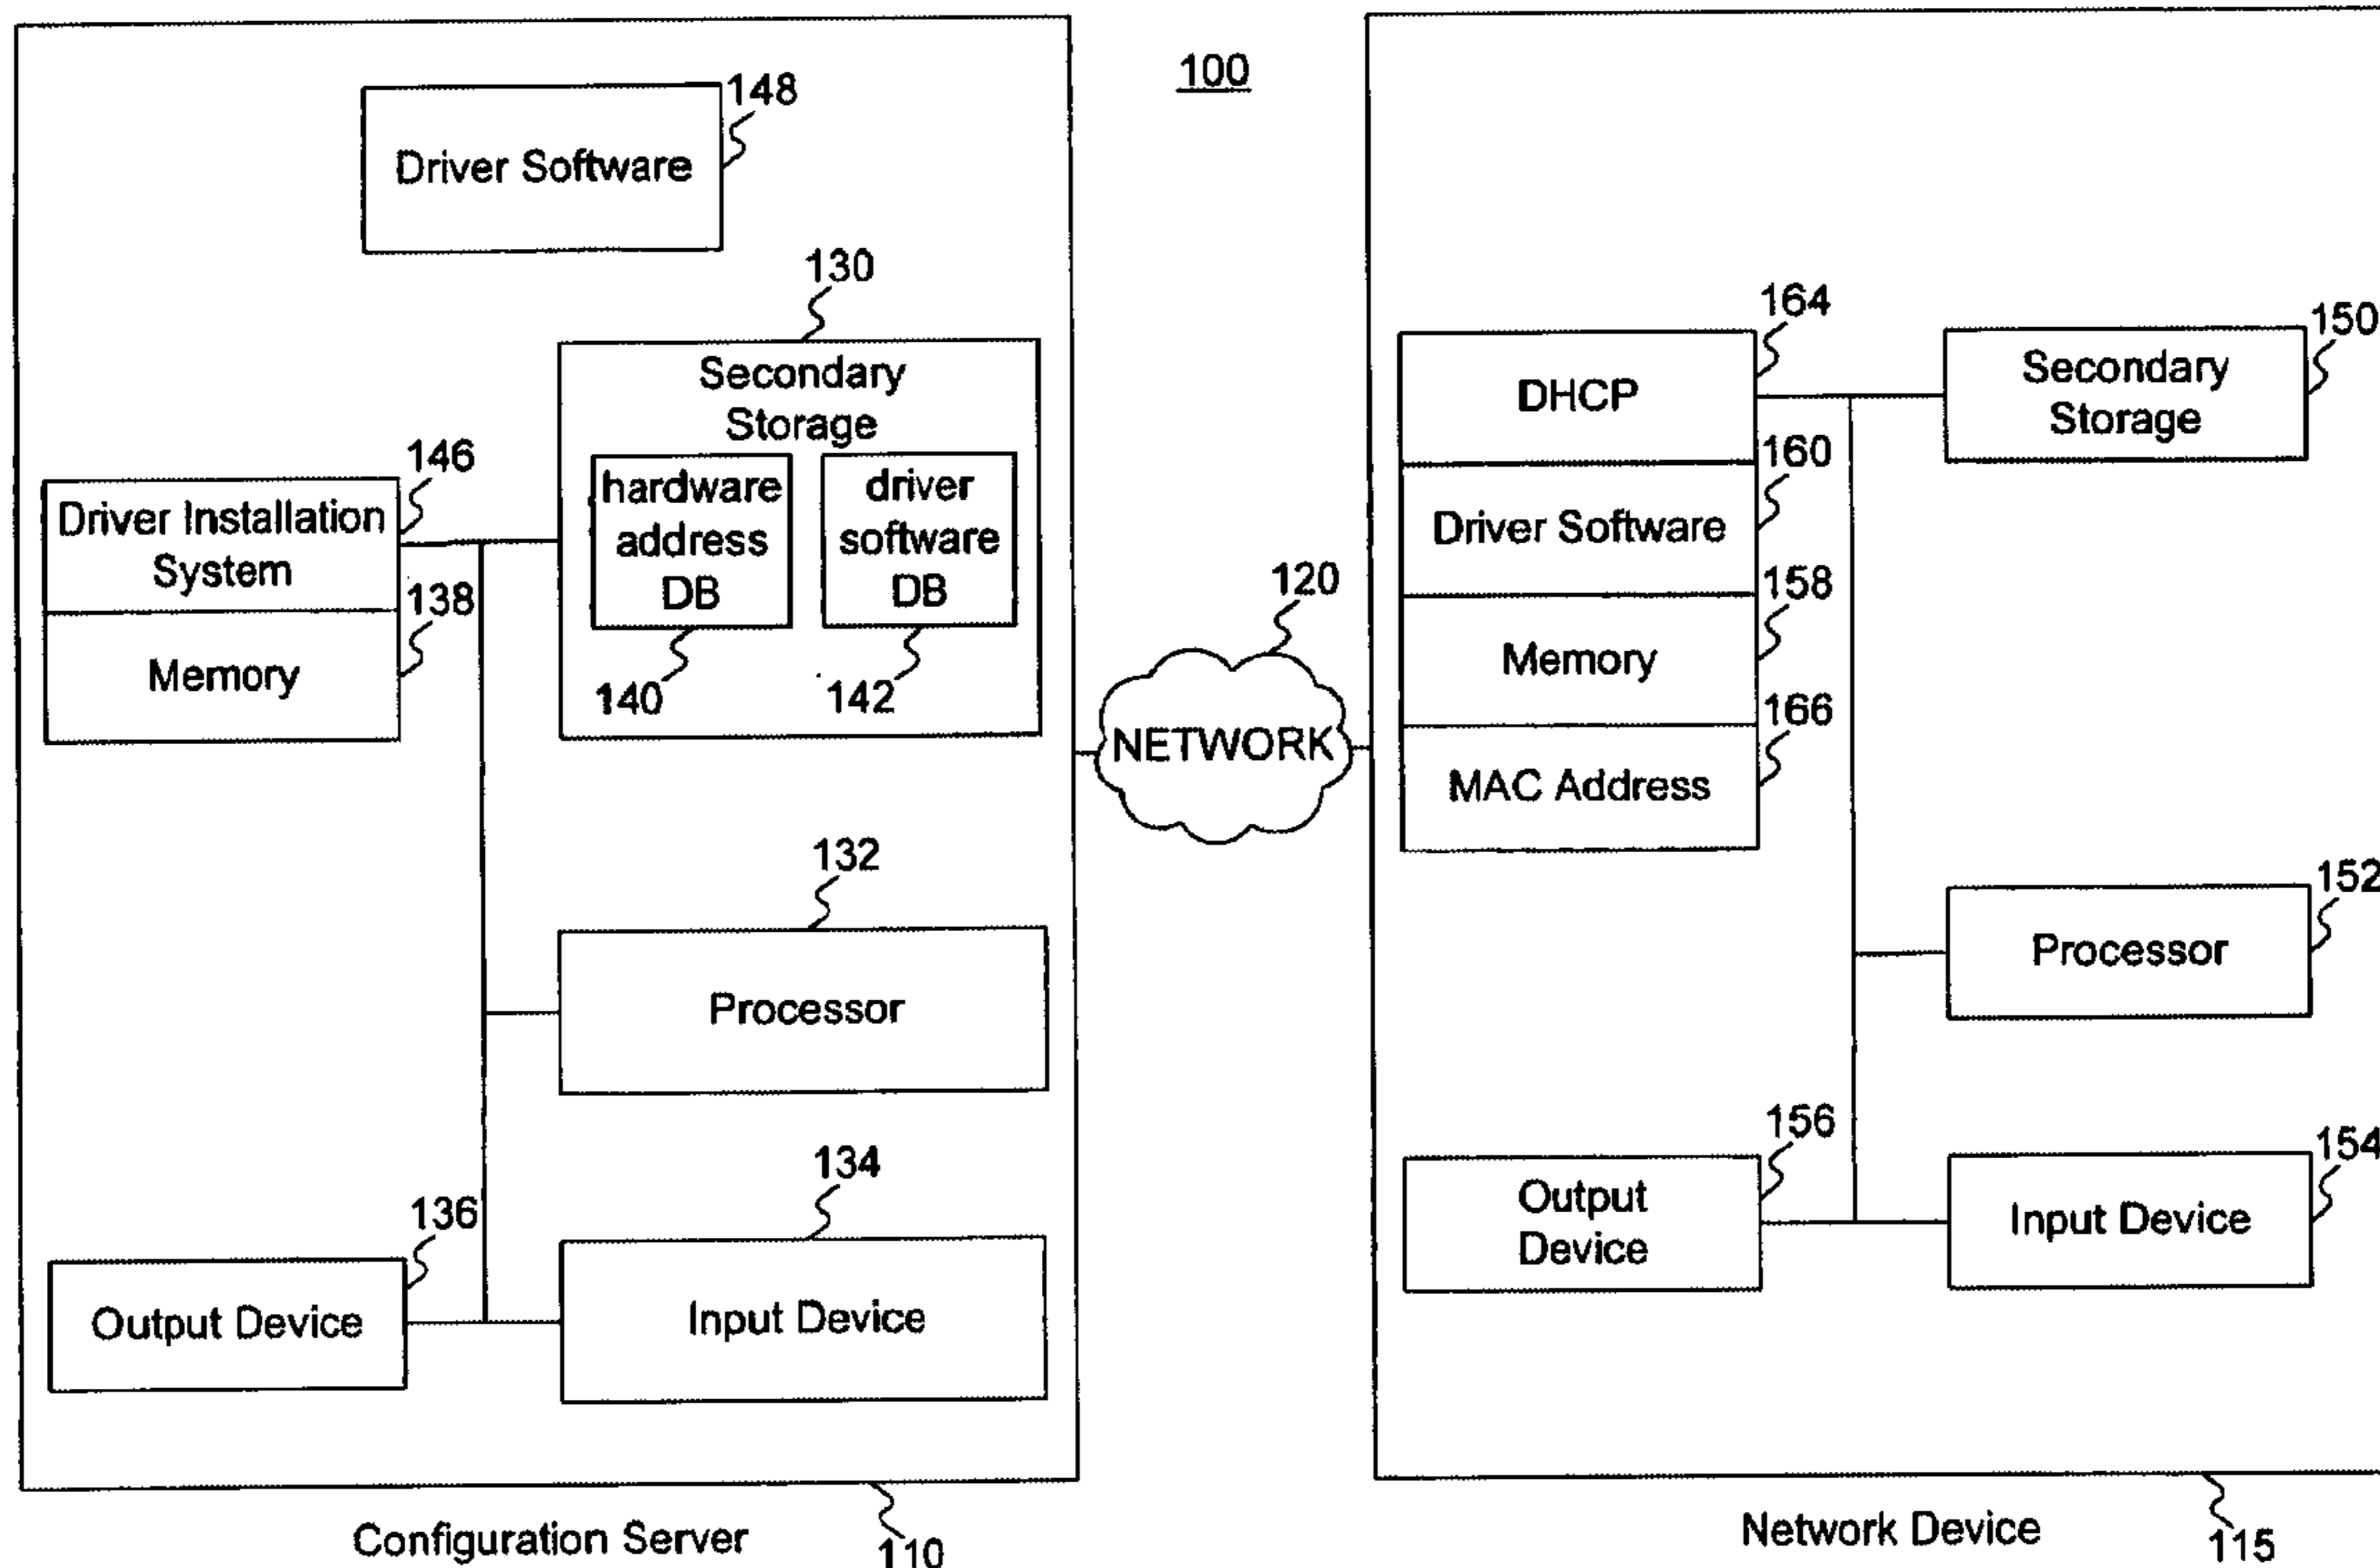 100
148
Driver Software
130
Secondary
Storage
hardware
address
DB
driver
software
DB
140
142
146
Driver Installation
System
138
Memory
132
Processor
134
136
Output Device
Input Device
Configuration Server
110
120
NETWORK
164
DHCP
150
Secondary
Storage
160
Driver Software
158
Memory
166
MAC Address
152
Processor
156
Output
Device
154
Input Device
Network Device
115